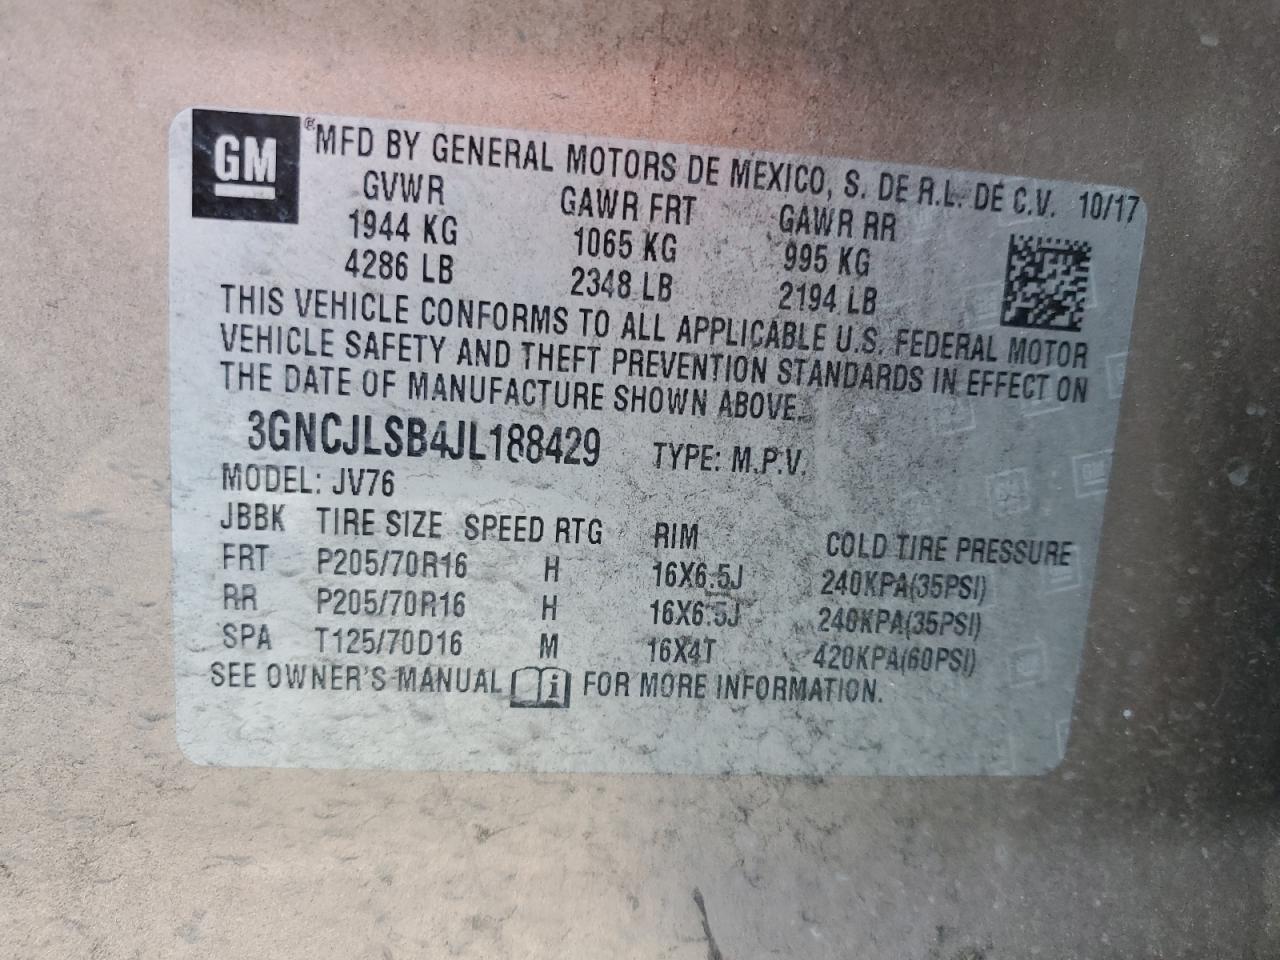 GM ® MFD BY GENERAL MOTORS DE MEXICO, S. DE R.L. DE C.V. 10/17
GVWR GAWR FRT GAWR RR
1944 KG 1065 KG 995 KG
4286 LB 2348 LB 2194 LB
THIS VEHICLE CONFORMS TO ALL APPLICABLE U.S. FEDERAL MOTOR
VEHICLE SAFETY AND THEFT PREVENTION STANDARDS IN EFFECT ON
THE DATE OF MANUFACTURE SHOWN ABOVE.
3GNCJLSB4JL188429 TYPE: M.P.V.
MODEL: JV76
JBBK TIRE SIZE SPEED RTG RIM COLD TIRE PRESSURE
FRT P205/70R16 H 16X6.5J 240KPA(35PSI)
RR P205/70R16 H 16X6.5J 240KPA(35PSI)
SPA T125/70D16 M 16X4T 420KPA(60PSI)
SEE OWNER'S MANUAL i FOR MORE INFORMATION.